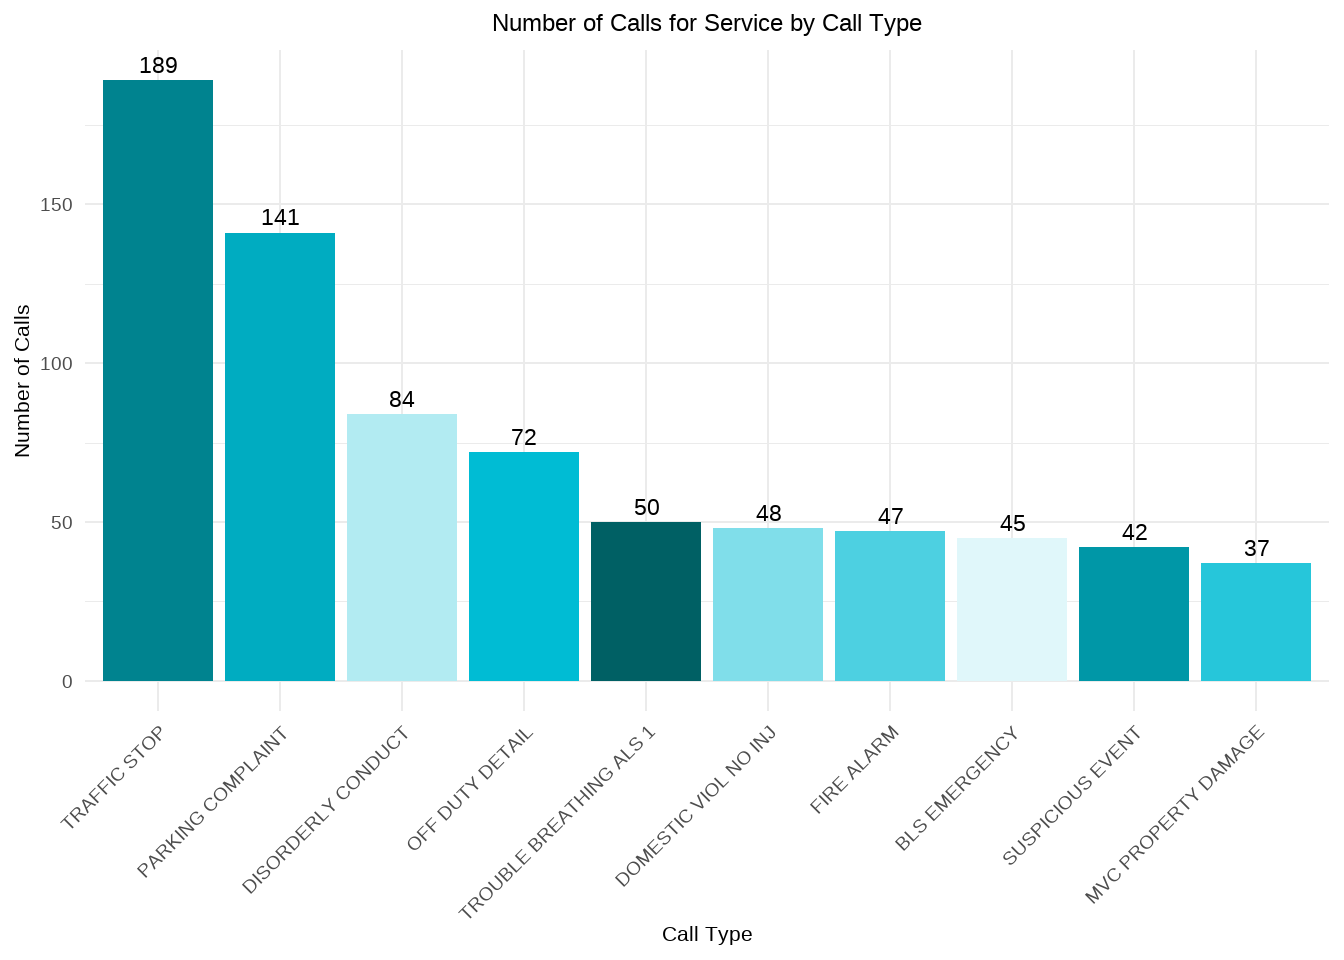 Number of Calls for Service by Call Type
Number of Calls
150
100
50
0
189
141
84
72
50
48
47
45
42
37
TRAFFIC STOP
PARKING COMPLAINT
DISORDERLY CONDUCT
OFF DUTY DETAIL
TROUBLE BREATHING ALS 1
DOMESTIC VIOL NO INJ
FIRE ALARM
BLS EMERGENCY
SUSPICIOUS EVENT
MVC PROPERTY DAMAGE
Call Type